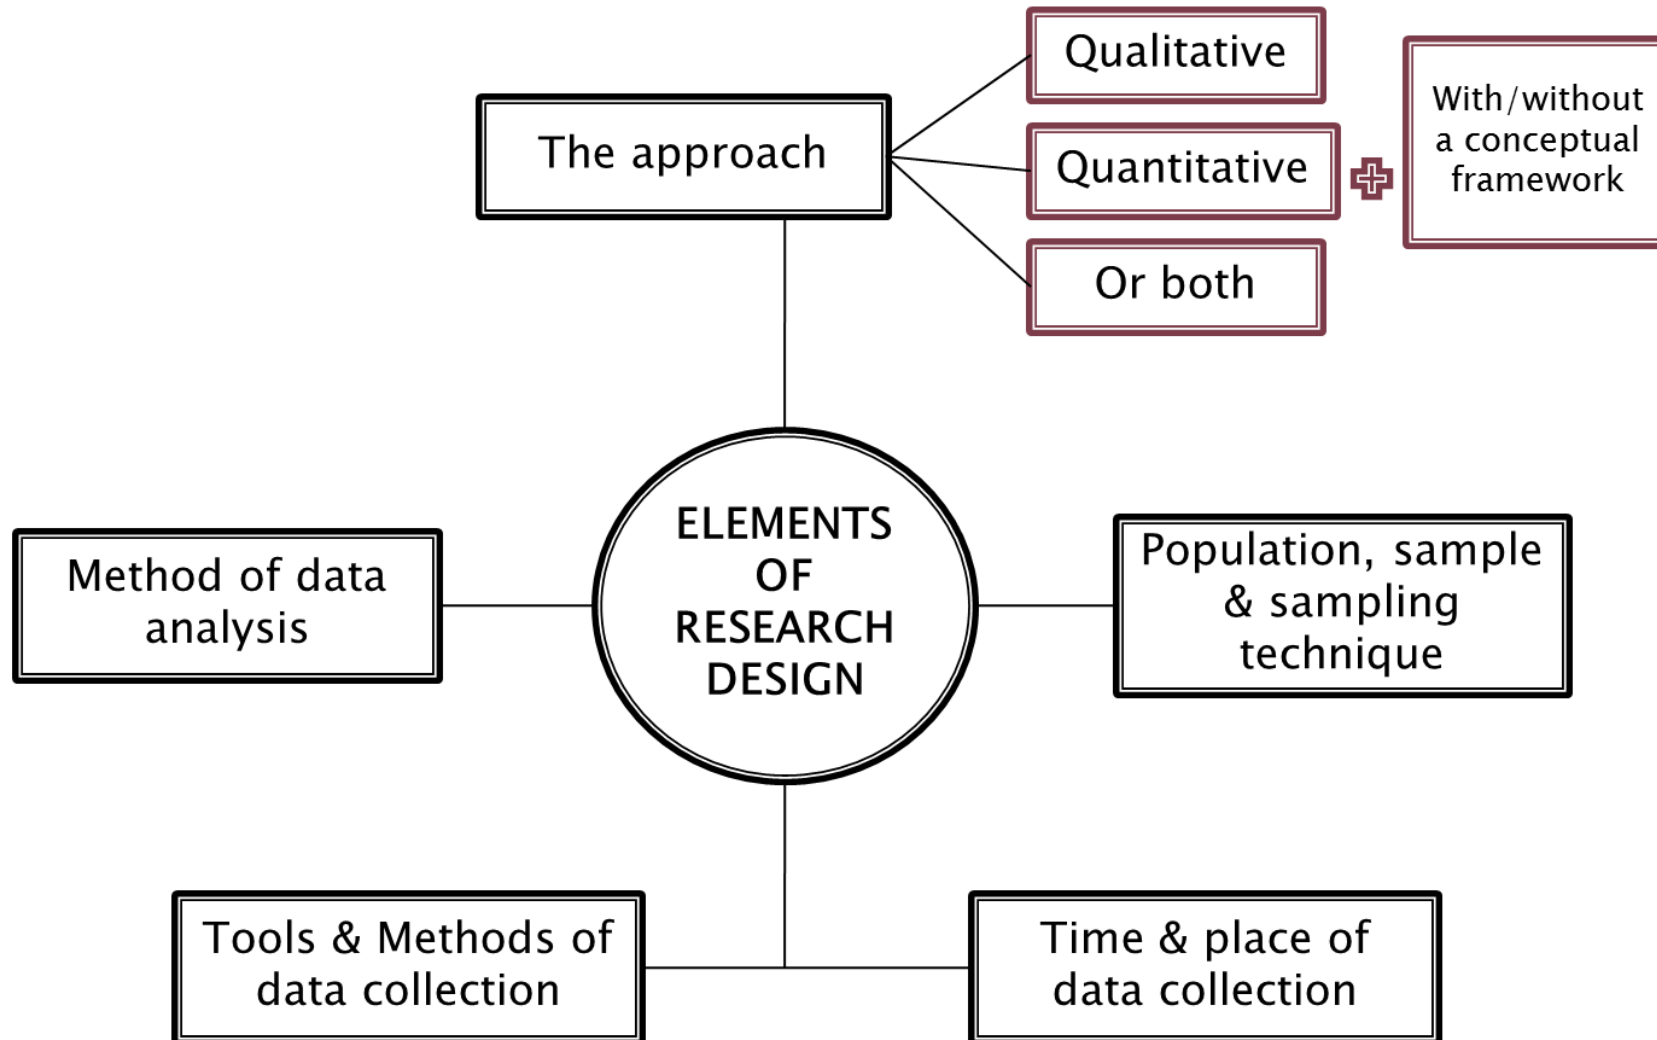 The approach
Qualitative
Quantitative
Or both
With/without
a conceptual
framework
ELEMENTS
OF
RESEARCH
DESIGN
Method of data
analysis
Population, sample
& sampling
technique
Tools & Methods of
data collection
Time & place of
data collection